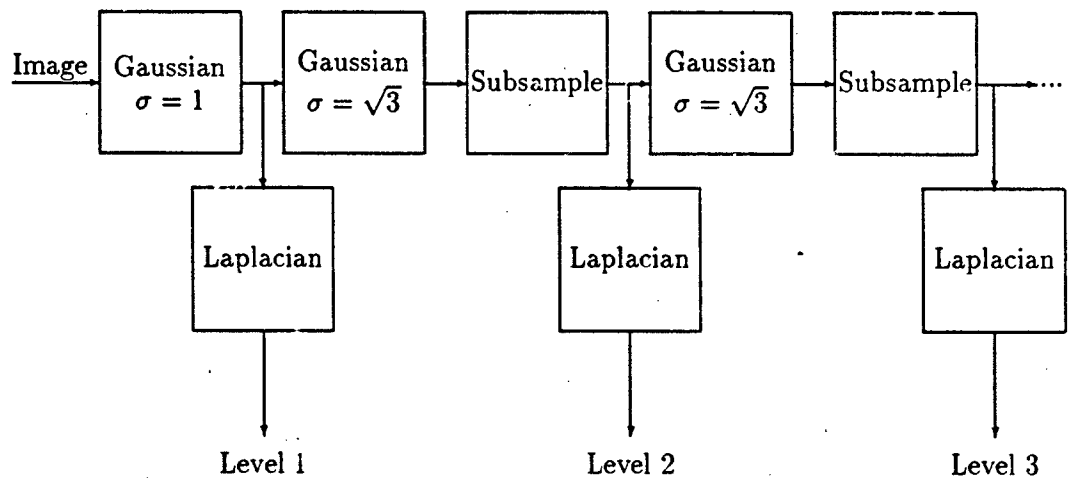 Image
Gaussian
σ = 1
Gaussian
σ = √3
Subsample
Gaussian
σ = √3
Subsample
...
Laplacian
Laplacian
Laplacian
Level 1
Level 2
Level 3